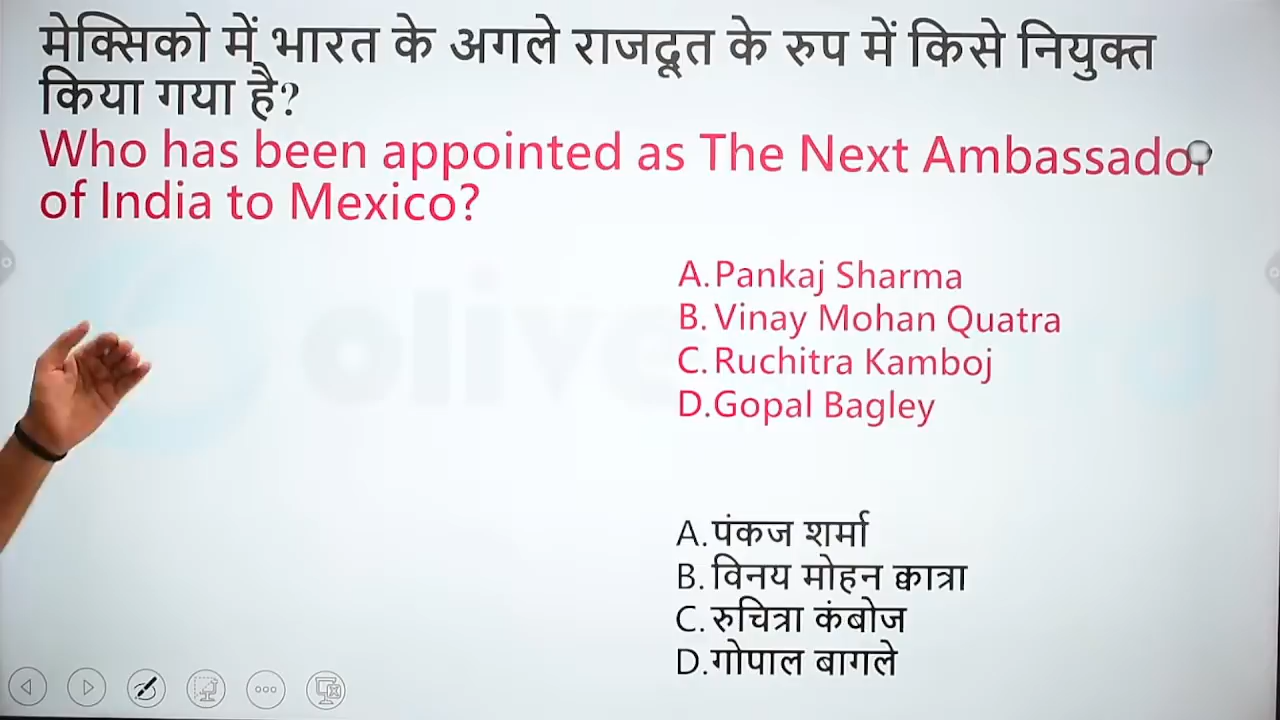 मेक्सिको में भारत के अगले राजदूत के रुप में किसे नियुक्त
किया गया है?
Who has been appointed as The Next Ambassador
of India to Mexico?
A.Pankaj Sharma
B. Vinay Mohan Quatra
C.Ruchitra Kamboj
D.Gopal Bagley
A.पंकज शर्मा
B. विनय मोहन क्वात्रा
C. रुचित्रा कंबोज
D.गोपाल बागले